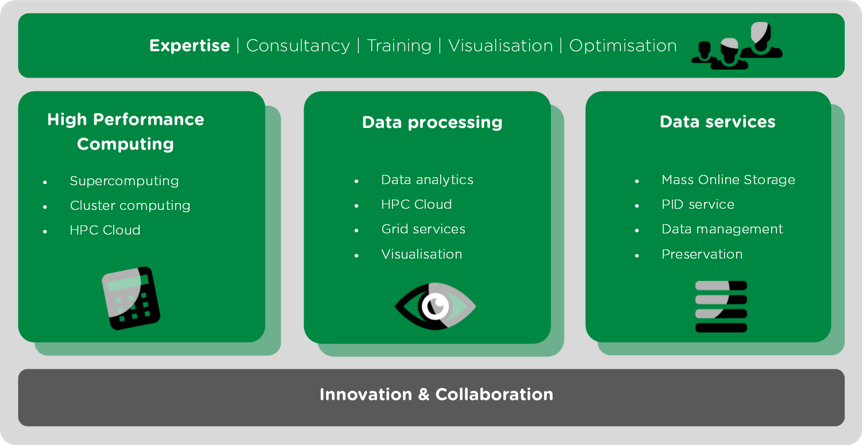 Expertise | Consultancy | Training | Visualisation | Optimisation
High Performance
Computing
• Supercomputing
• Cluster computing
• HPC Cloud
Data processing
• Data analytics
• HPC Cloud
• Grid services
• Visualisation
Data services
• Mass Online Storage
• PID service
• Data management
• Preservation
Innovation & Collaboration